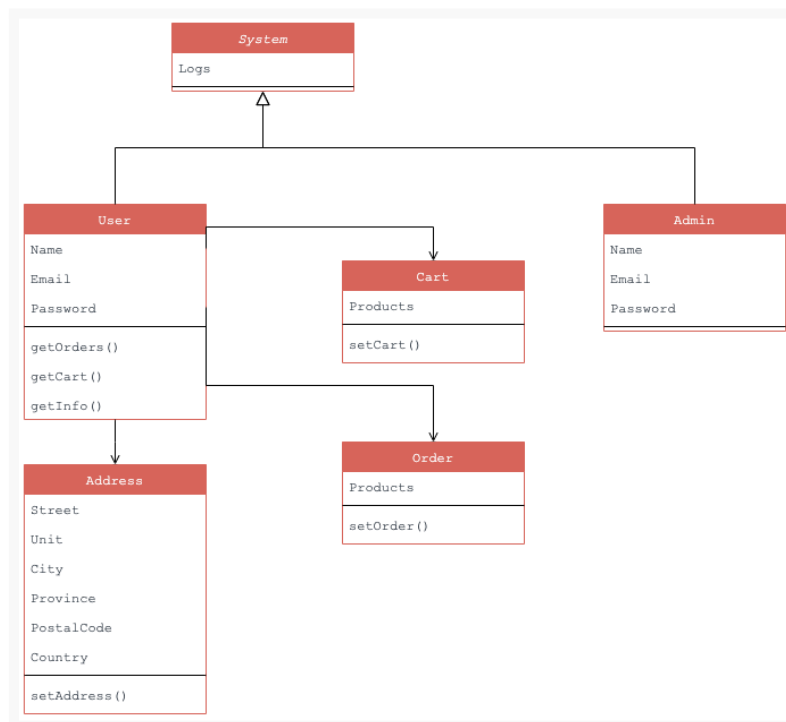 System
Logs
User
Name
Email
Password
getOrders()
getCart()
getInfo()
Cart
Products
setCart()
Admin
Name
Email
Password
Address
Street
Unit
City
Province
PostalCode
Country
setAddress()
Order
Products
setOrder()